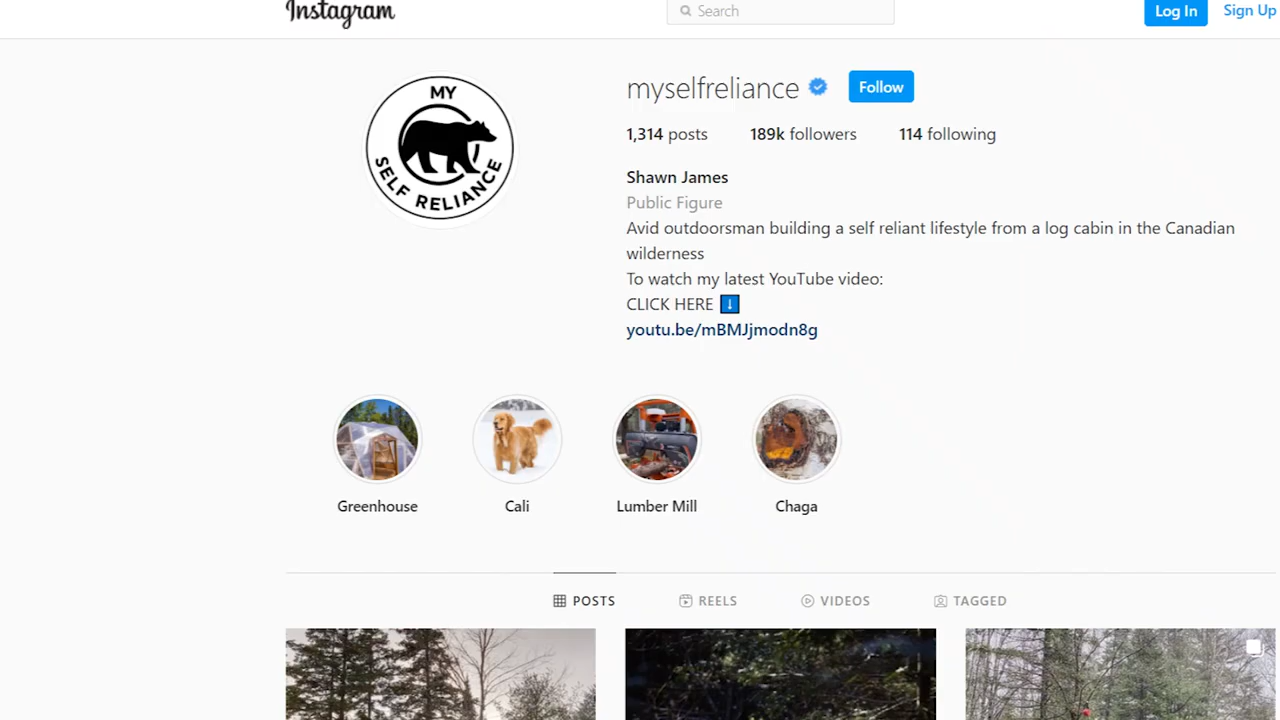 Instagram
Search
Log In
Sign Up
MY
SELF RELIANCE
myselfreliance
Follow
1,314 posts
189k followers
114 following
Shawn James
Public Figure
Avid outdoorsman building a self reliant lifestyle from a log cabin in the Canadian
wilderness
To watch my latest YouTube video:
CLICK HERE ⬇️
youtu.be/mBMJjmodn8g
Greenhouse
Cali
Lumber Mill
Chaga
POSTS
REELS
VIDEOS
TAGGED